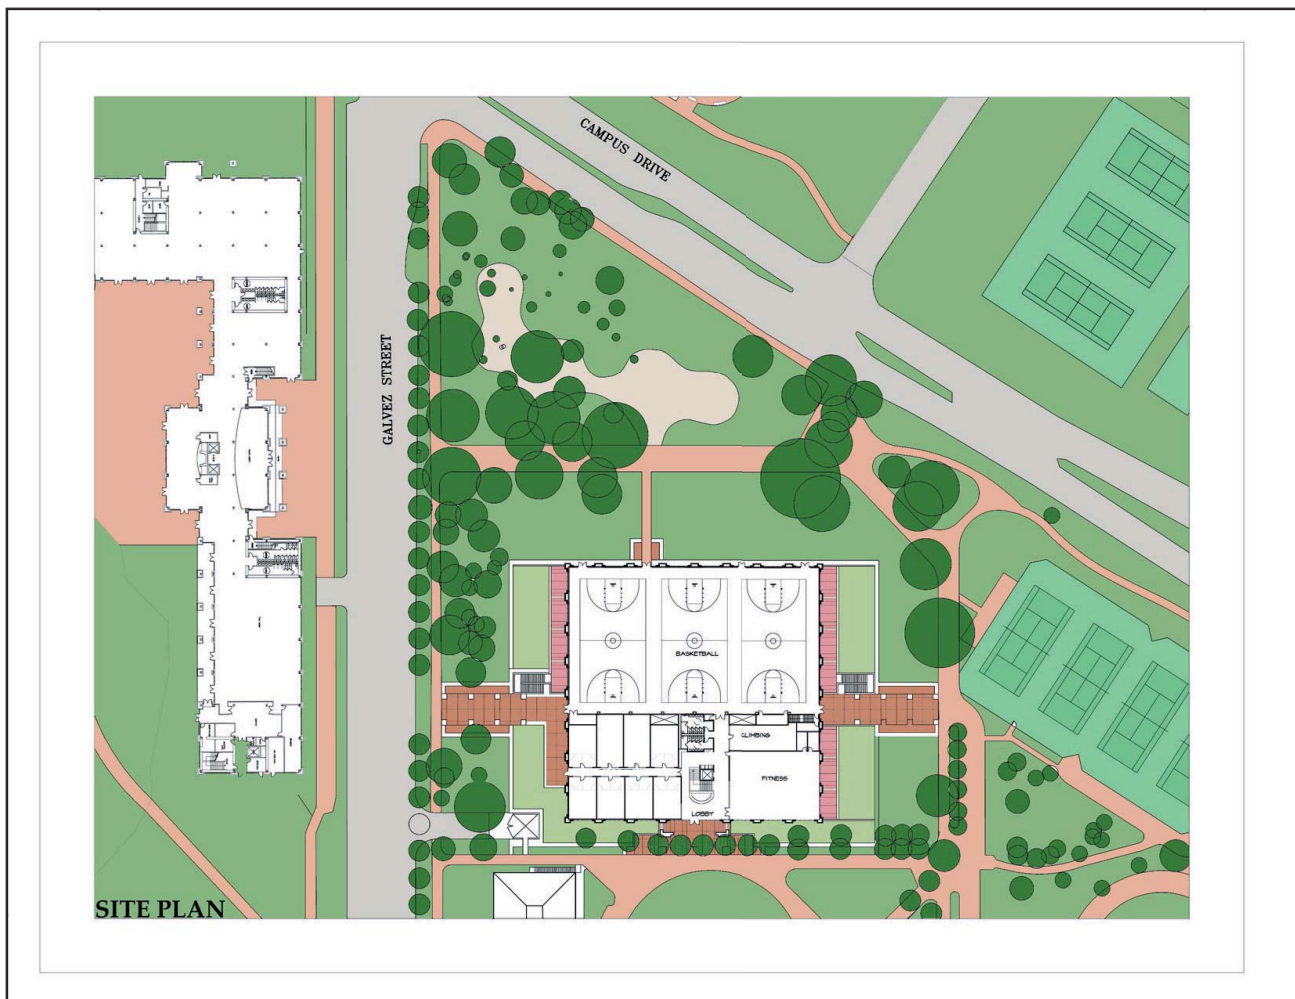 CAMPUS DRIVE
GALVEZ STREET
BASKETBALL
CLIMBING
FITNESS
LOBBY
SITE PLAN